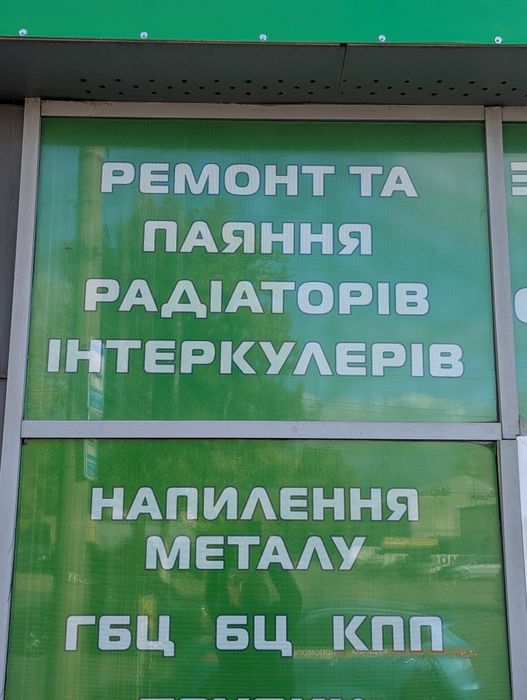 РЕМОНТ ТА
ПАЯННЯ
РАДІАТОРІВ
ІНТЕРКУЛЕРІВ
НАПИЛЕННЯ
МЕТАЛУ
ГБЦ БЦ КПП